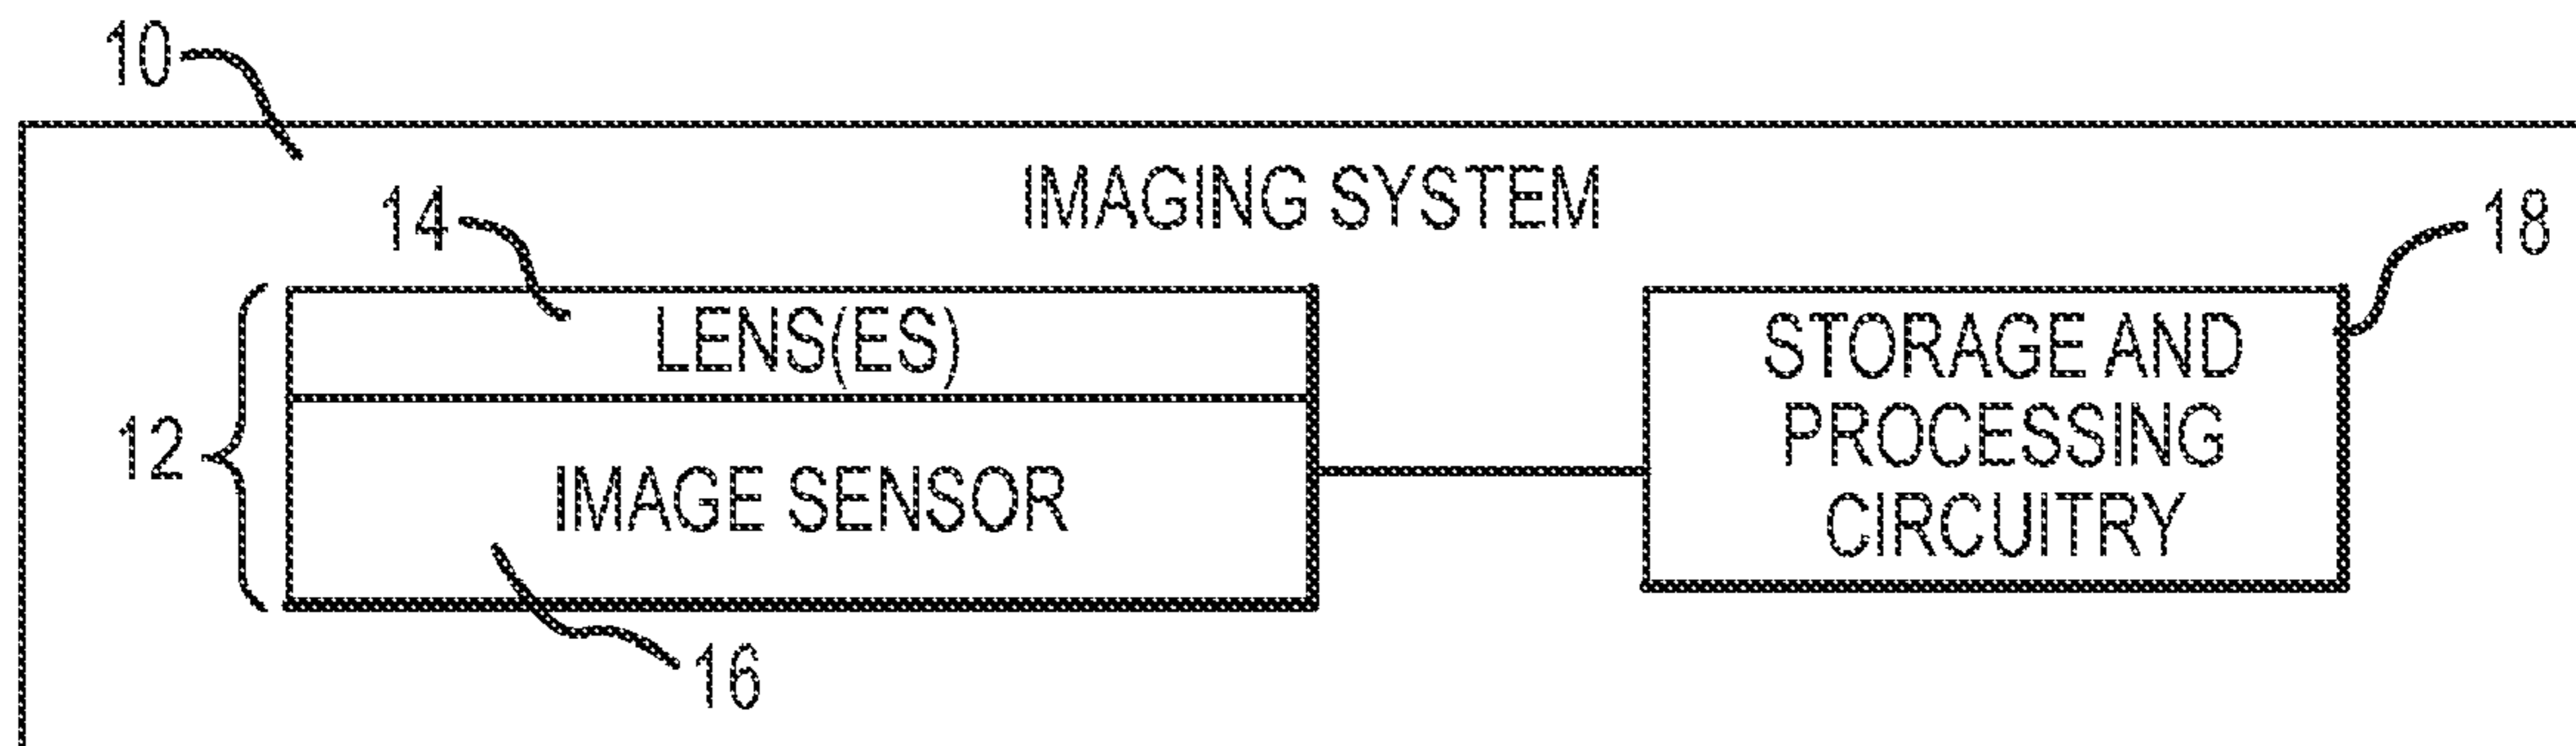 10
IMAGING SYSTEM
14
18
LENS(ES)
12
IMAGE SENSOR
16
STORAGE AND
PROCESSING
CIRCUITRY